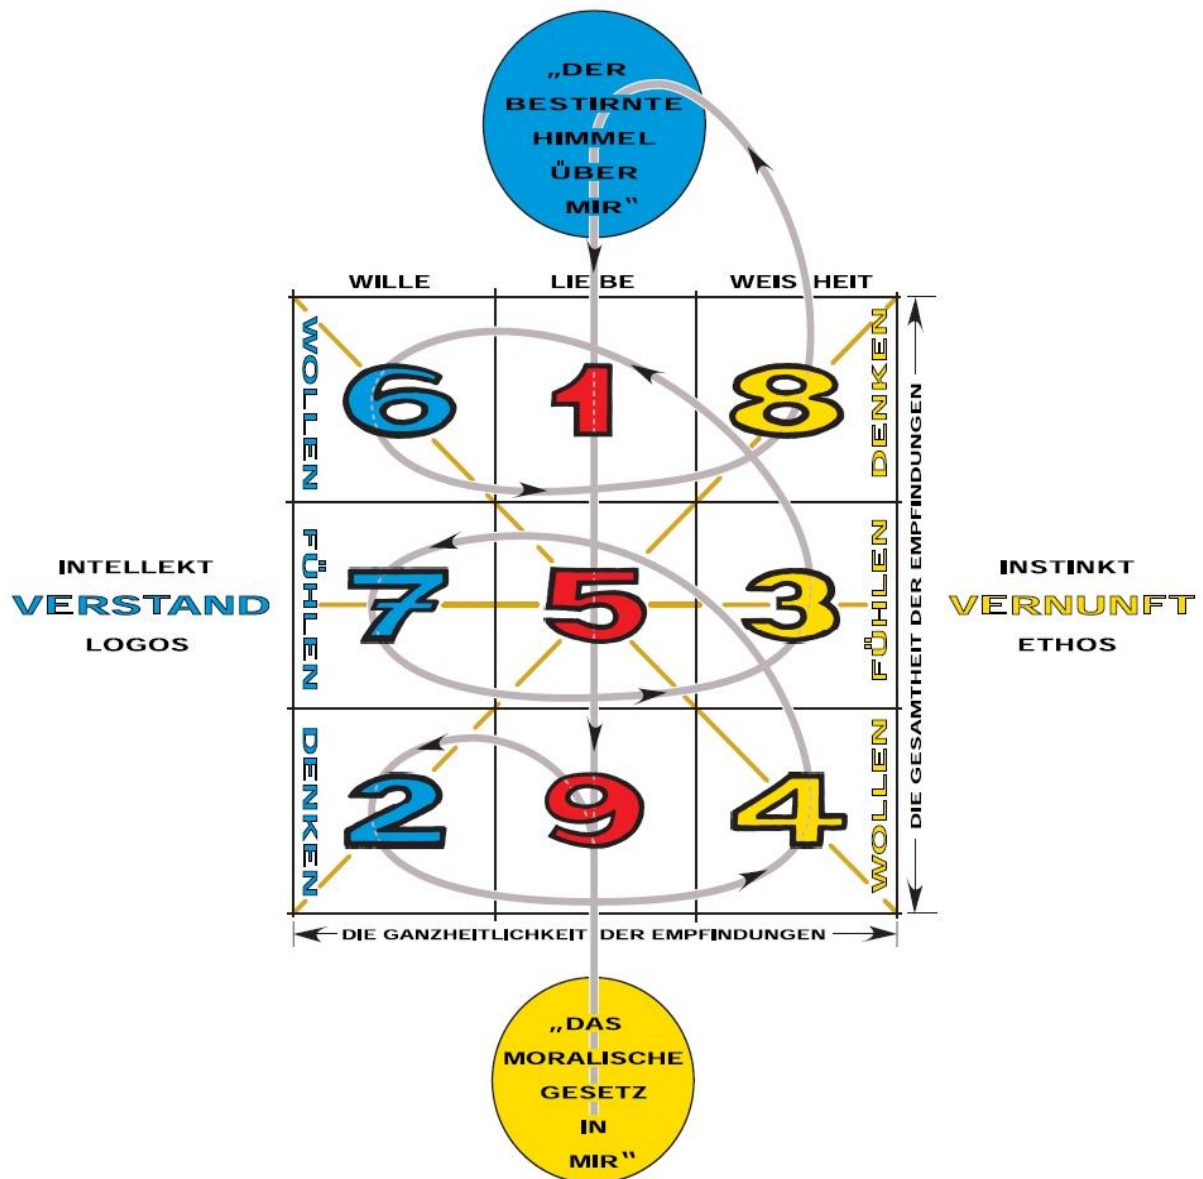 „DER
BESTIRNTE
HIMMEL
ÜBER
MIR“
WILLE LIEBE WEISHEIT
WOLLEN
6 1 8
DENKEN
FÜHLEN
7 5 3
FÜHLEN
DENKEN
2 9 4
WOLLEN
DIE GESAMTHEIT DER EMPFINDUNGEN
INTELLEKT
VERSTAND
LOGOS
INSTINKT
VERNUNFT
ETHOS
DIE GANZHEITLICHKEIT DER EMPFINDUNGEN
„DAS
MORALISCHE
GESETZ
IN
MIR“